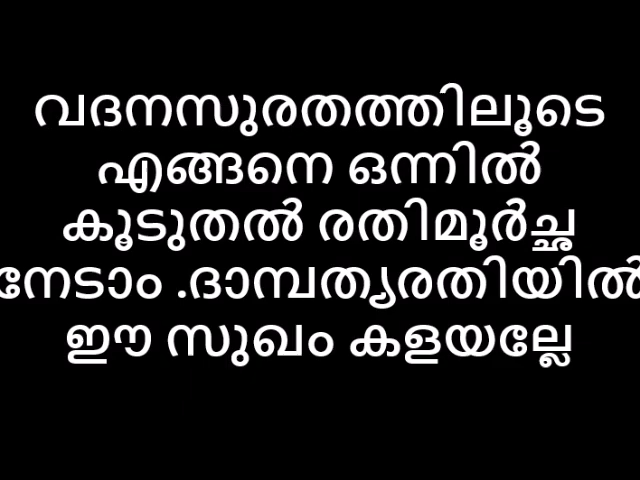 വദനസുരതത്തിലൂടെ
എങ്ങനെ ഒന്നിൽ
കൂടുതൽ രതിമൂർച്ഛ
നേടാം .ദാമ്പത്യരതിയിൽ
ഈ സുഖം കളയല്ലേ